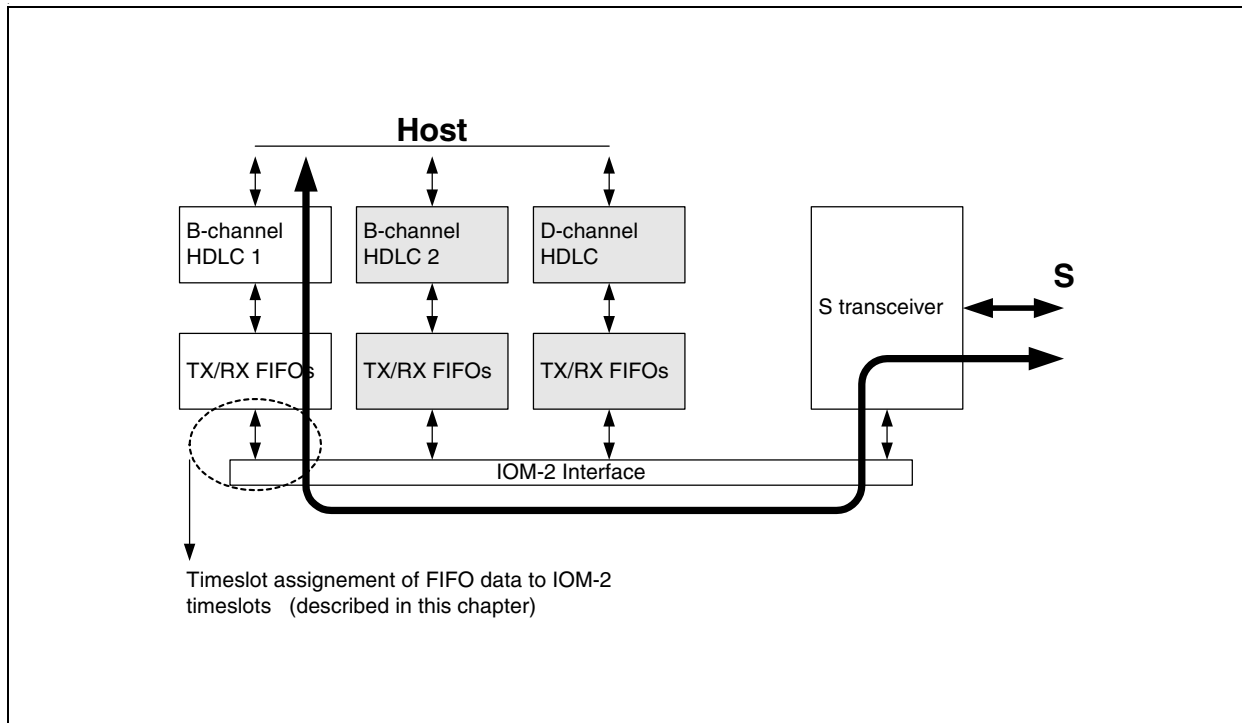 Host
B-channel
HDLC 1
B-channel
HDLC 2
D-channel
HDLC
S transceiver
S
TX/RX FIFOs
TX/RX FIFOs
TX/RX FIFOs
IOM-2 Interface
Timeslot assignement of FIFO data to IOM-2
timeslots (described in this chapter)